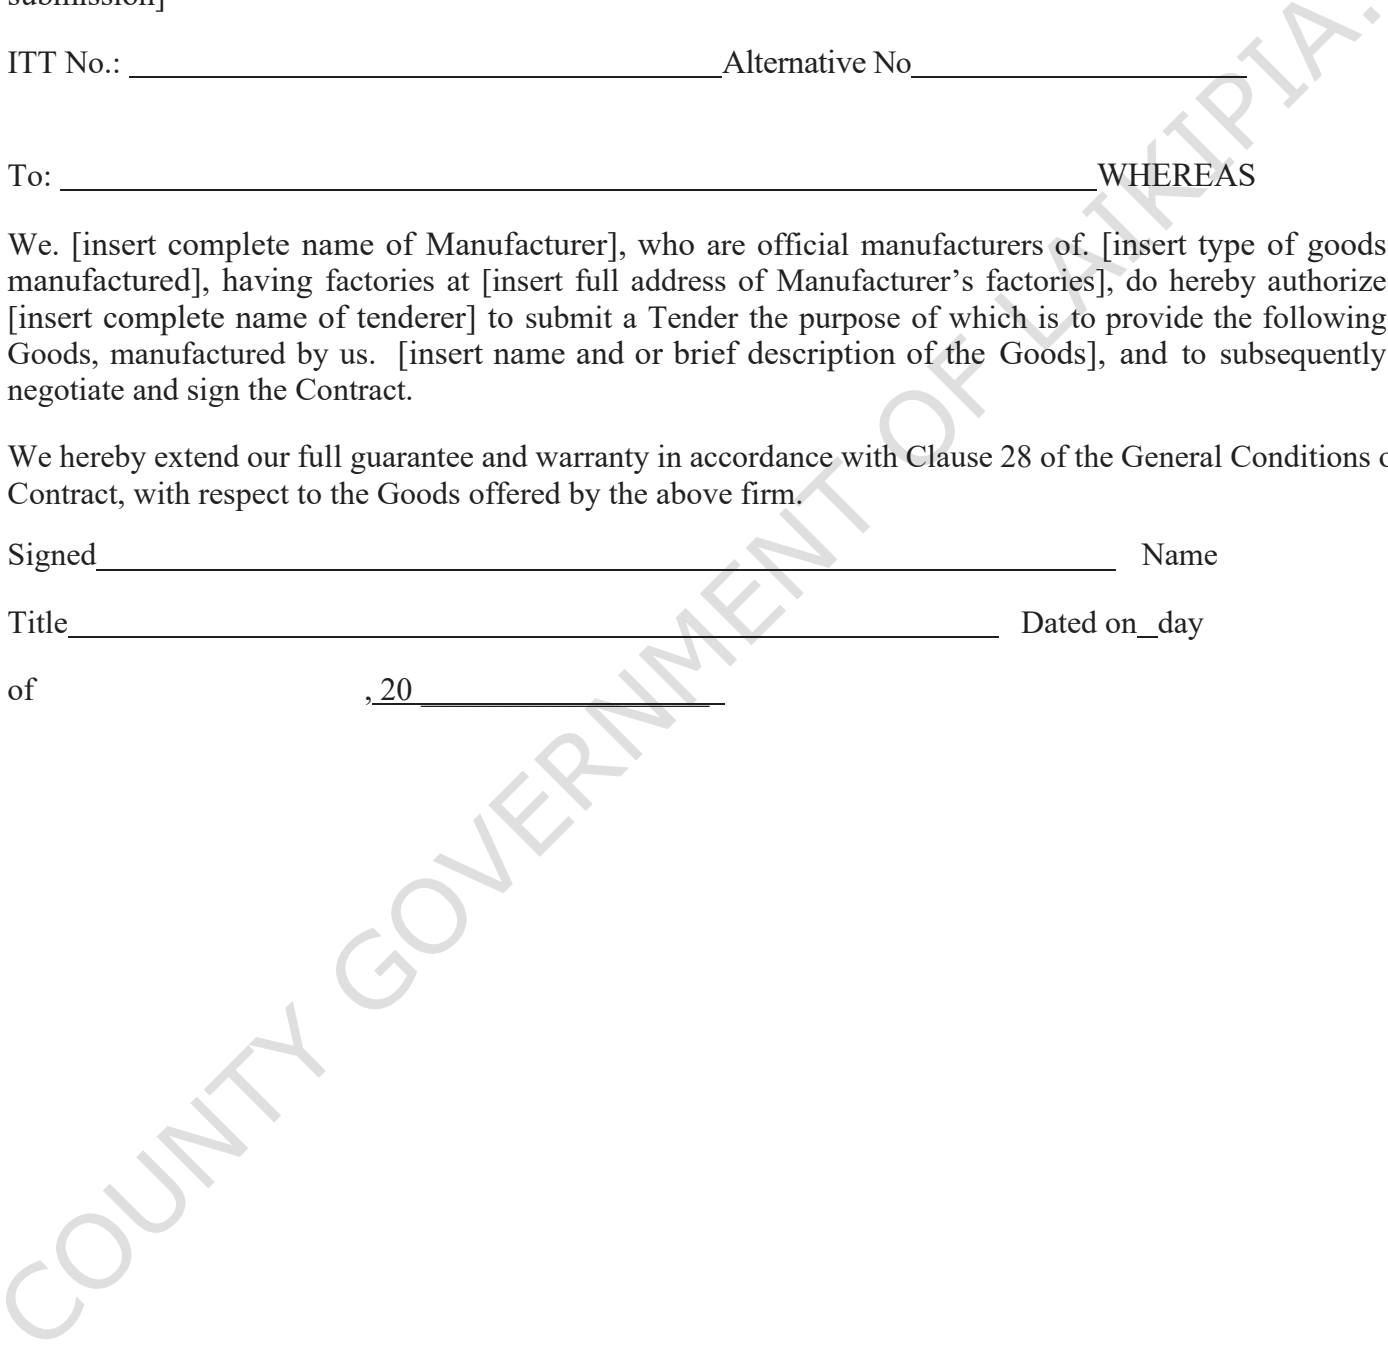 submission]
ITT No.: Alternative No
To: WHEREAS
We. [insert complete name of Manufacturer], who are official manufacturers of. [insert type of goods
manufactured], having factories at [insert full address of Manufacturer’s factories], do hereby authorize
[insert complete name of tenderer] to submit a Tender the purpose of which is to provide the following
Goods, manufactured by us. [insert name and or brief description of the Goods], and to subsequently
negotiate and sign the Contract.
We hereby extend our full guarantee and warranty in accordance with Clause 28 of the General Conditions
Contract, with respect to the Goods offered by the above firm.
Signed Name
Title Dated on_day
of , 20
COUNTY GOVERNMENT OF LAIKIPIA.